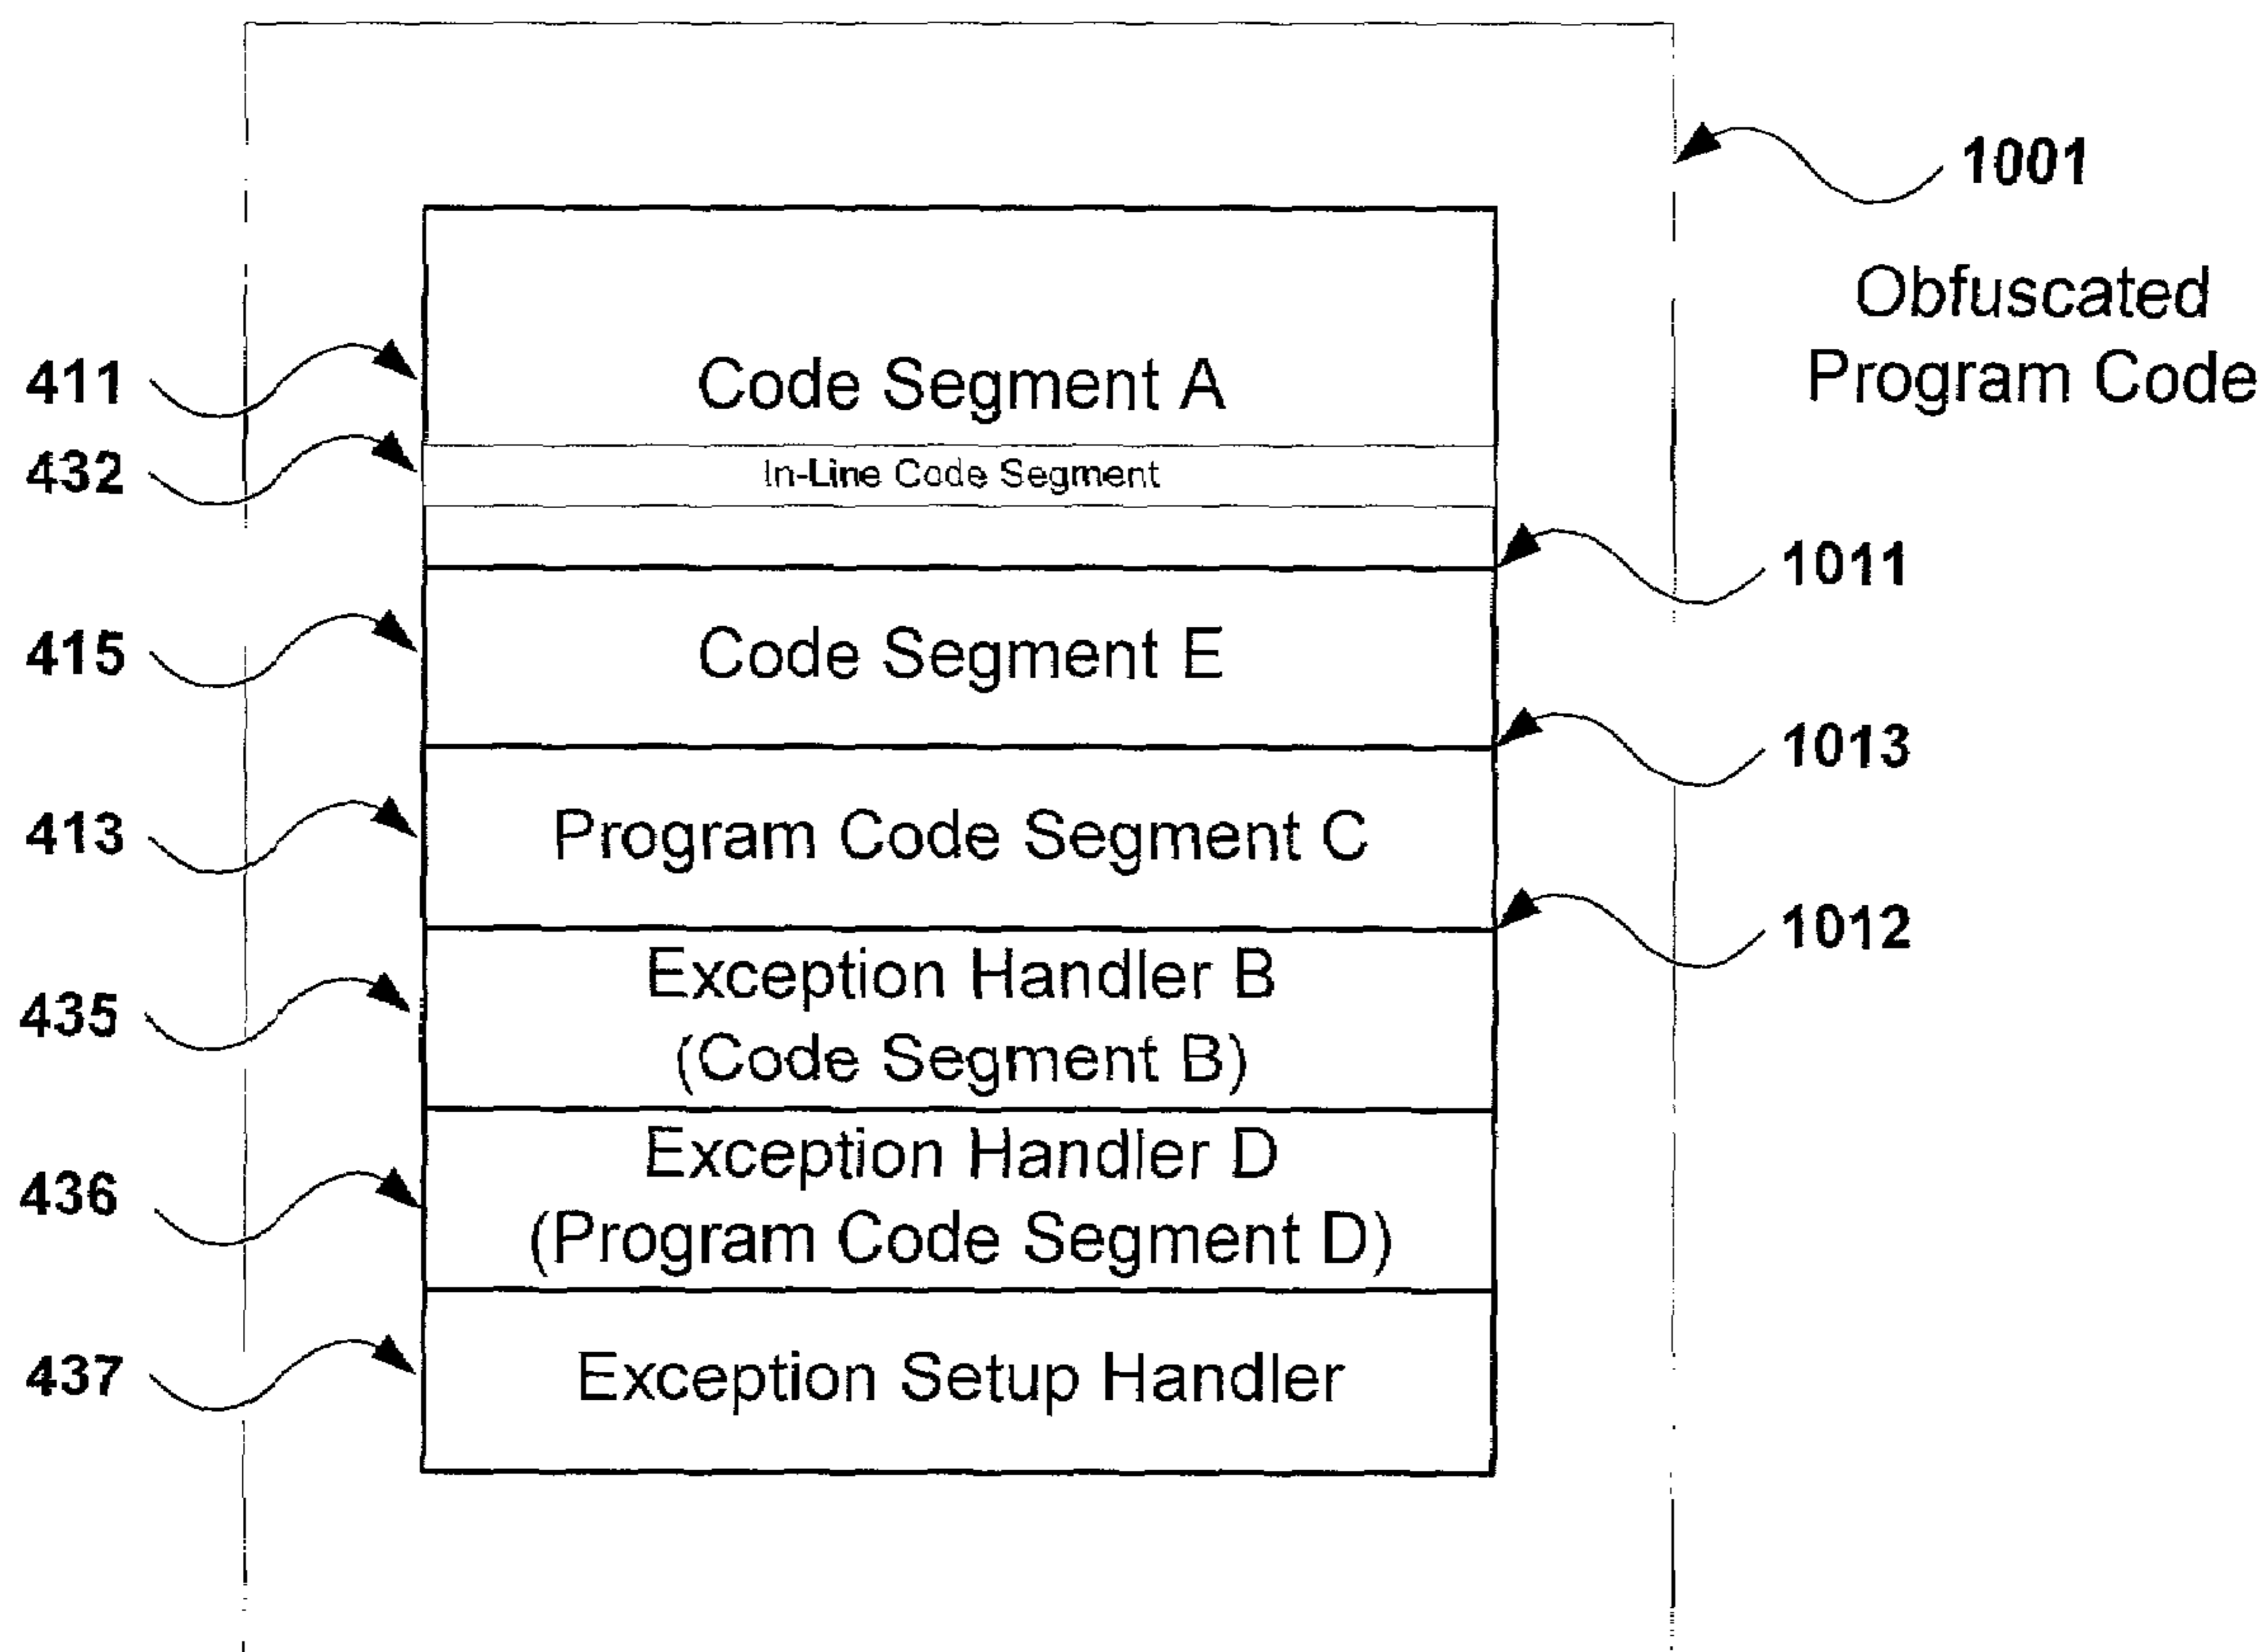 1001
Obfuscated
Program Code
411
Code Segment A
432
In-Line Code Segment
1011
415
Code Segment E
1013
413
Program Code Segment C
1012
435
Exception Handler B
(Code Segment B)
436
Exception Handler D
(Program Code Segment D)
437
Exception Setup Handler